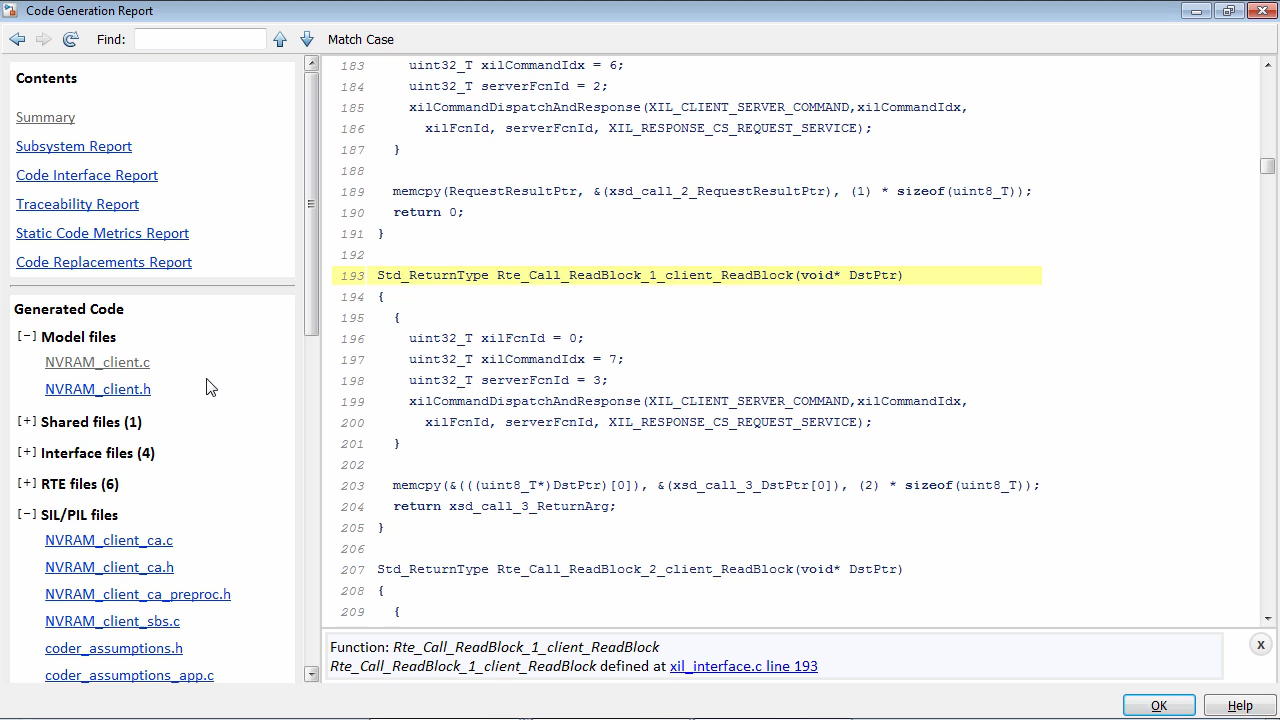 Code Generation Report
Find:
Match Case
Contents
Summary
Subsystem Report
Code Interface Report
Traceability Report
Static Code Metrics Report
Code Replacements Report
Generated Code
[-] Model files
NVRAM_client.c
NVRAM_client.h
[+] Shared files (1)
[+] Interface files (4)
[+] RTE files (6)
[-] SIL/PIL files
NVRAM_client_ca.c
NVRAM_client_ca.h
NVRAM_client_ca_preproc.h
NVRAM_client_sbs.c
coder_assumptions.h
coder_assumptions_app.c
183 uint32_T xilCommandIdx = 6;
184 uint32_T serverFcnId = 2;
185 xilCommandDispatchAndResponse(XIL_CLIENT_SERVER_COMMAND,xilCommandIdx,
186 xilFcnId, serverFcnId, XIL_RESPONSE_CS_REQUEST_SERVICE);
187 }
188
189 memcpy(RequestResultPtr, &(xsd_call_2_RequestResultPtr), (1) * sizeof(uint8_T));
190 return 0;
191 }
192
193 Std_ReturnType Rte_Call_ReadBlock_1_client_ReadBlock(void* DstPtr)
194 {
195 {
196 uint32_T xilFcnId = 0;
197 uint32_T xilCommandIdx = 7;
198 uint32_T serverFcnId = 3;
199 xilCommandDispatchAndResponse(XIL_CLIENT_SERVER_COMMAND,xilCommandIdx,
200 xilFcnId, serverFcnId, XIL_RESPONSE_CS_REQUEST_SERVICE);
201 }
202
203 memcpy(&(((uint8_T*)DstPtr)[0]), &(xsd_call_3_DstPtr[0]), (2) * sizeof(uint8_T));
204 return xsd_call_3_ReturnArg;
205 }
206
207 Std_ReturnType Rte_Call_ReadBlock_2_client_ReadBlock(void* DstPtr)
208 {
209 {
Function: Rte_Call_ReadBlock_1_client_ReadBlock
Rte_Call_ReadBlock_1_client_ReadBlock defined at xil_interface.c line 193
x
OK
Help